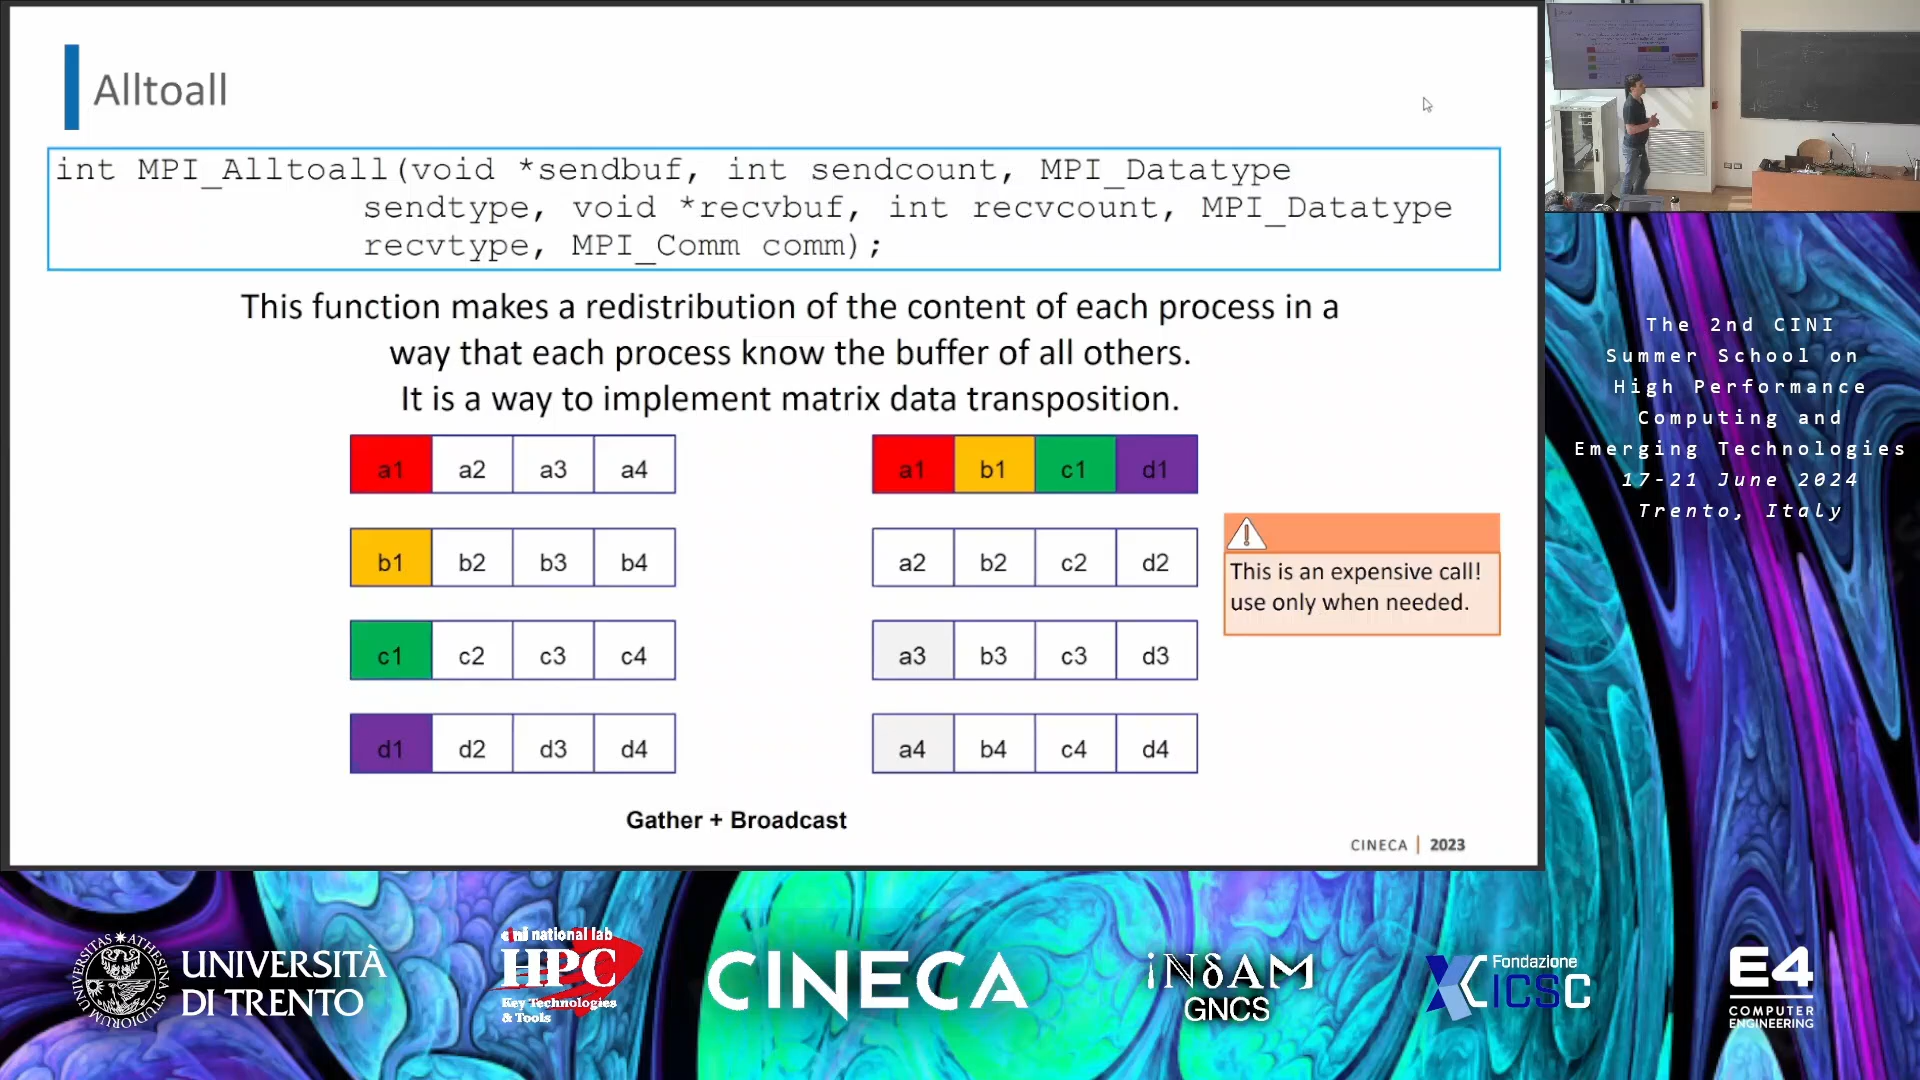 Alltoall
int MPI_Alltoall(void *sendbuf, int sendcount, MPI_Datatype
sendtype, void *recvbuf, int recvcount, MPI_Datatype
recvtype, MPI_Comm comm);
This function makes a redistribution of the content of each process in a
way that each process know the buffer of all others.
It is a way to implement matrix data transposition.
a1 a2 a3 a4
b1 b2 b3 b4
c1 c2 c3 c4
d1 d2 d3 d4
a1 b1 c1 d1
a2 b2 c2 d2
a3 b3 c3 d3
a4 b4 c4 d4
This is an expensive call!
use only when needed.
Gather + Broadcast
CINECA | 2023
The 2nd CINI
Summer School on
High Performance
Computing and
Emerging Technologies
17-21 June 2024
Trento, Italy
UNIVERSITÀ
DI TRENTO
cini national lab
HPC
Key Technologies
& Tools
CINECA
iNδAM
GNCS
Fondazione
ICSC
E4
COMPUTER
ENGINEERING